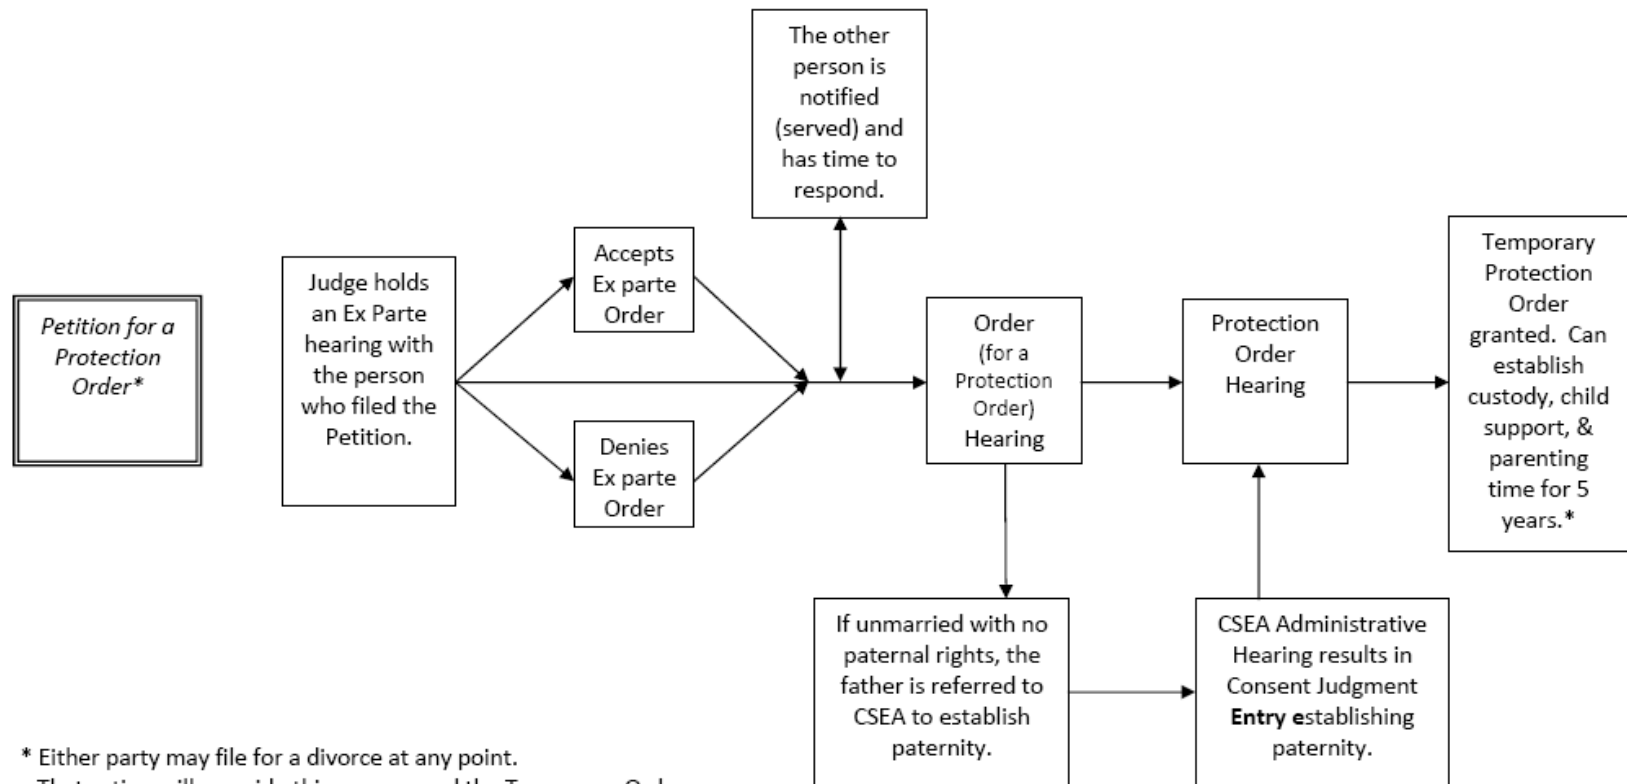 Petition for a
Protection
Order*
Judge holds
an Ex Parte
hearing with
the person
who filed the
Petition.
Accepts
Ex parte
Order
Denies
Ex parte
Order
The other
person is
notified
(served) and
has time to
respond.
Order
(for a
Protection
Order)
Hearing
If unmarried with no
paternal rights, the
father is referred to
CSEA to establish
paternity.
CSEA Administrative
Hearing results in
Consent Judgment
Entry establishing
paternity.
Protection
Order
Hearing
Temporary
Protection
Order
granted. Can
establish
custody, child
support, &
parenting
time for 5
years.*
* Either party may file for a divorce at any point.